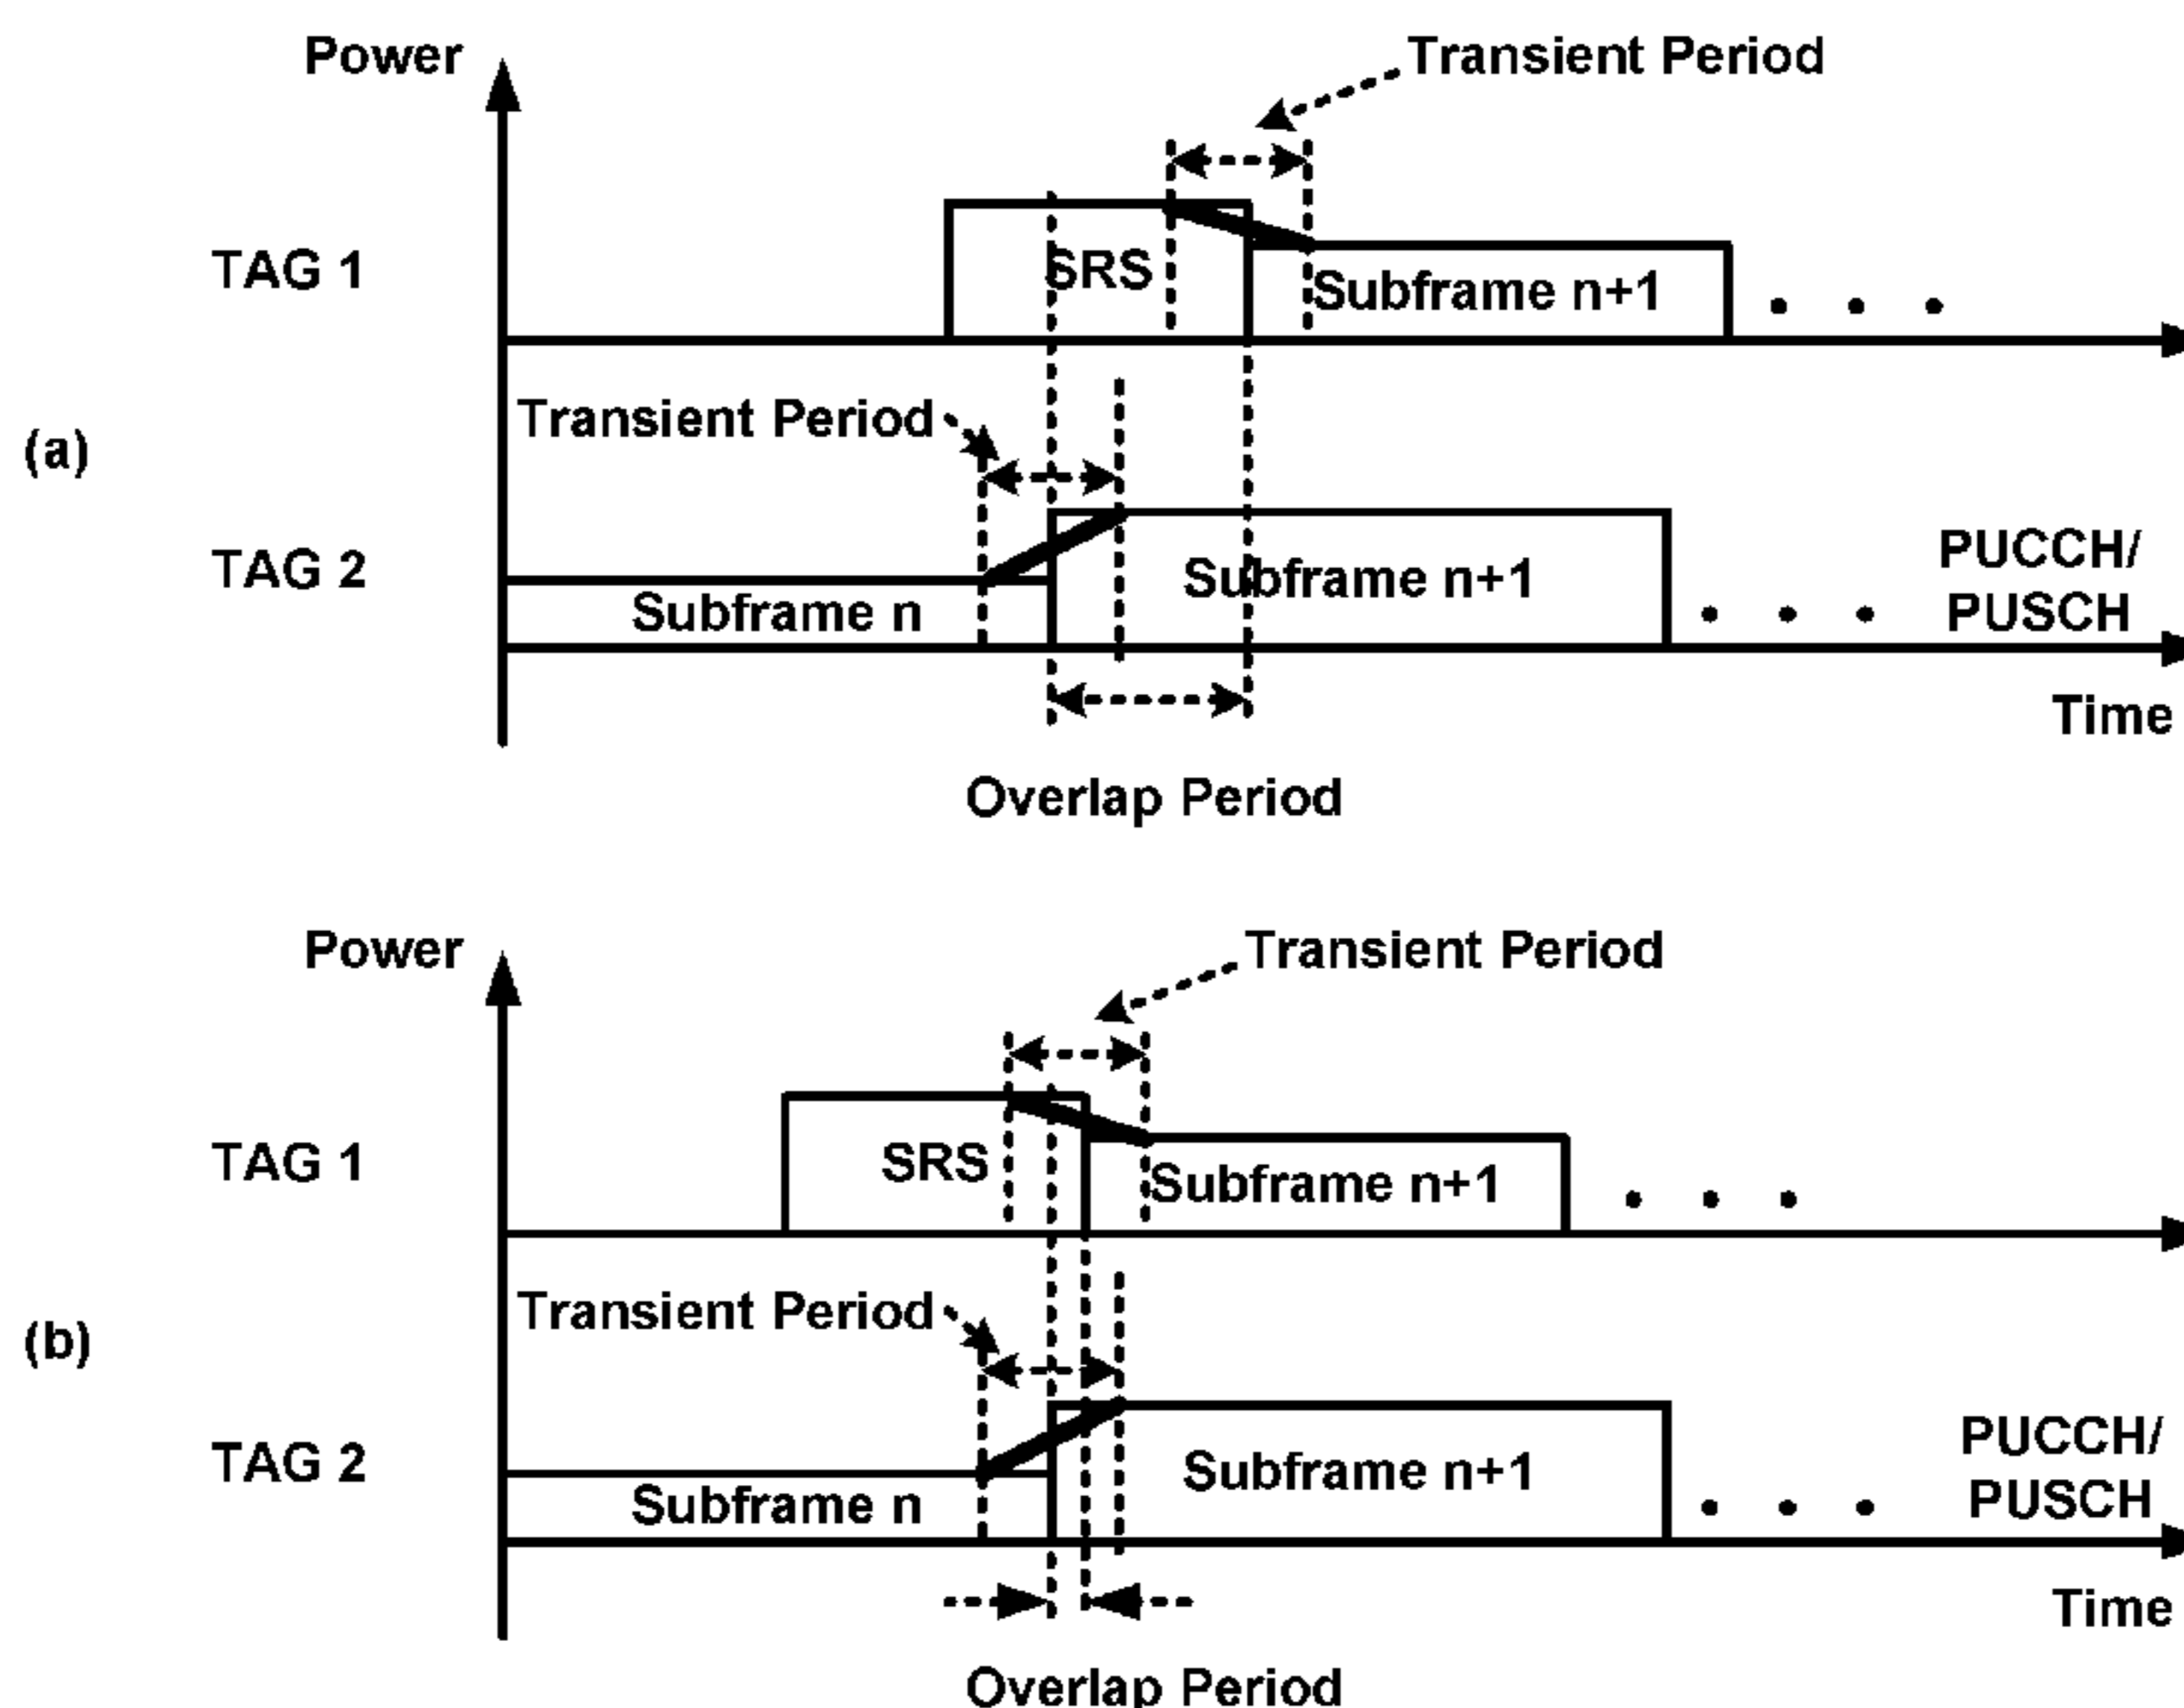 Power
Transient Period
TAG 1
SRS
Subframe n+1
Transient Period
(a)
TAG 2
Subframe n
Subframe n+1
PUCCH/
PUSCH
Time
Overlap Period
Power
Transient Period
TAG 1
SRS
Subframe n+1
Transient Period
(b)
TAG 2
Subframe n
Subframe n+1
PUCCH/
PUSCH
Time
Overlap Period